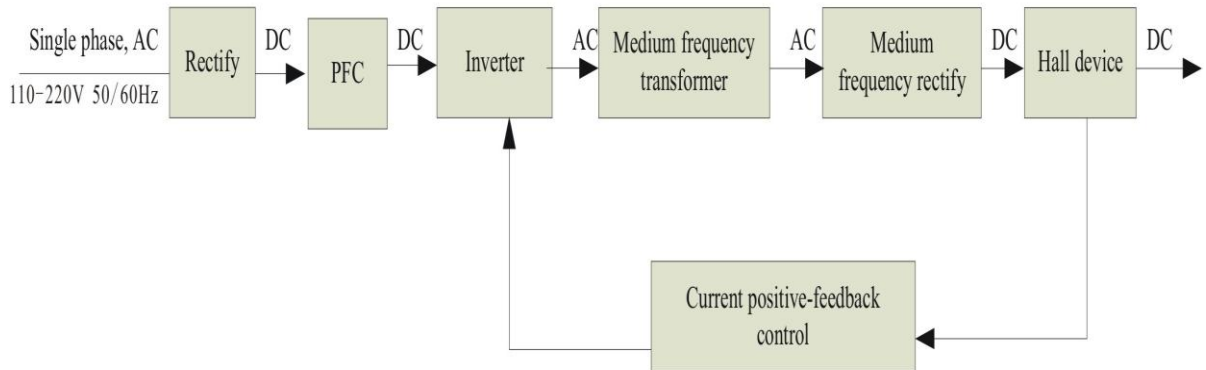 Single phase, AC
110-220V 50/60Hz
Rectify
DC
PFC
DC
Inverter
AC
Medium frequency
transformer
AC
Medium
frequency rectify
DC
Hall device
DC
Current positive-feedback
control